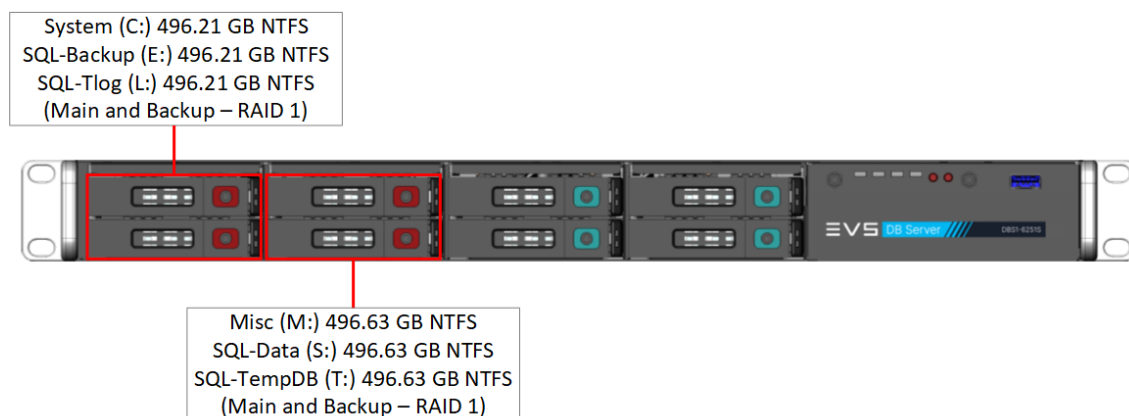 System (C:) 496.21 GB NTFS
SQL-Backup (E:) 496.21 GB NTFS
SQL-Tlog (L:) 496.21 GB NTFS
(Main and Backup – RAID 1)
EVS DB Server DBS1-6251S
Misc (M:) 496.63 GB NTFS
SQL-Data (S:) 496.63 GB NTFS
SQL-TempDB (T:) 496.63 GB NTFS
(Main and Backup – RAID 1)